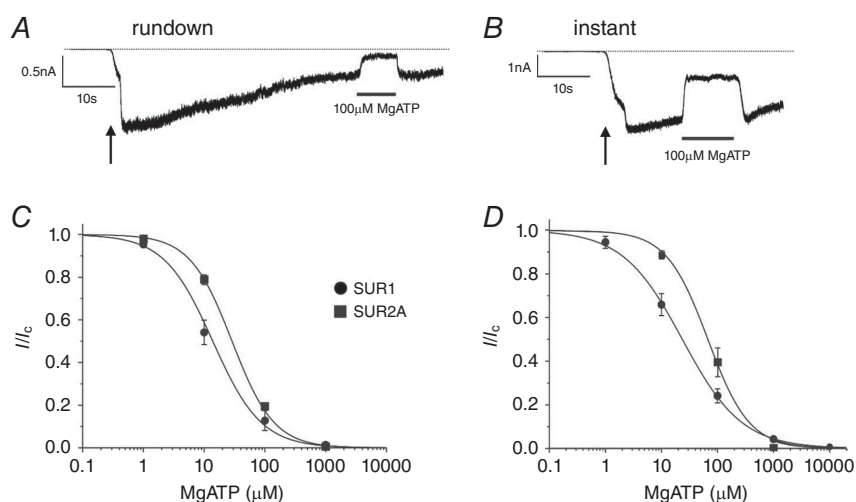 A rundown
0.5nA
10s
100μM MgATP
B instant
1nA
10s
100μM MgATP
C
1.0
0.8
0.6
0.4
0.2
0.0
I/Ic
0.1 1 10 100 1000 10000
MgATP (μM)
SUR1
SUR2A
D
1.0
0.8
0.6
0.4
0.2
0.0
I/Ic
0.1 1 10 100 1000 10000
MgATP (μM)